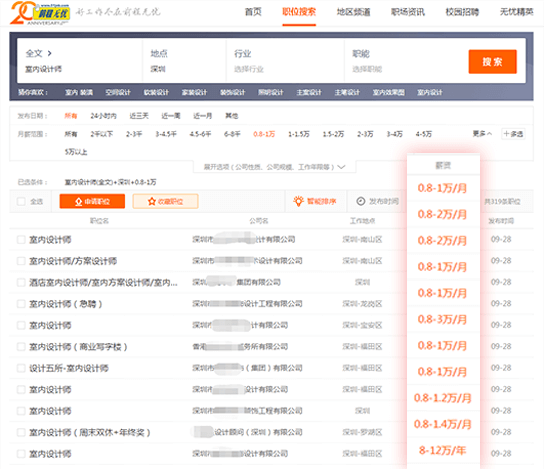 www.51job.com
前程无忧
ANNIVERSARY
好工作尽在前程无忧
首页 职位搜索 地区频道 职场资讯 校园招聘 无忧精英
全文 地点 行业 职能
室内设计师 深圳 选择行业 选择职能 搜索
猜你喜欢: 室内 装潢 空间设计 软装设计 家装设计 装饰设计 照明设计 主案设计 主笔设计 室内效果图 室内设计
发布日期: 所有 24小时内 近三天 近一周 近一月 其他
月薪范围: 所有 2千以下 2-3千 3-4.5千 4.5-6千 6-8千 0.8-1万 1-1.5万 1.5-2万 2-3万 3-4万 4-5万 更多 +多选
5万以上
展开选项(公司性质、公司规模、工作年限等)
已选条件: 室内设计师(全文)+深圳+0.8-1万
全选 申请职位 收藏职位 智能排序 发布时间 共319条职位
职位名 公司名 工作地点 薪资 发布时间
室内设计师 深圳市 计有限公司 深圳-南山区 0.8-1万/月 09-28
室内设计师/方案设计师 深圳市 设计有限公司 深圳-南山区 0.8-2万/月 09-28
酒店室内设计师/室内方案设计师/室内... 深圳 集团有限公司 深圳 0.8-2万/月 09-28
室内设计师(急聘) 深圳 设计工程有限公司 深圳-龙岗区 0.8-1万/月 09-28
室内设计师 深圳市 计有限公司 深圳-宝安区 0.8-1万/月 09-28
室内设计师(商业写字楼) 香港 务所有限公司 深圳-福田区 0.8-3万/月 09-28
设计五所-室内设计师 深圳市 (集团)有限公司 深圳-福田区 0.8-1万/月 09-28
室内设计师 深圳市 设计有限公司 深圳-福田区 0.8-1万/月 09-28
室内设计师 深圳 装饰工程有限公司 深圳 0.8-1.2万/月 09-28
室内设计师(周末双休+年终奖) 设计顾问(深圳)有限公司 深圳-罗湖区 0.8-1.4万/月 09-28
室内设计师 深圳市 有限公司 深圳-福田区 8-12万/年 09-28